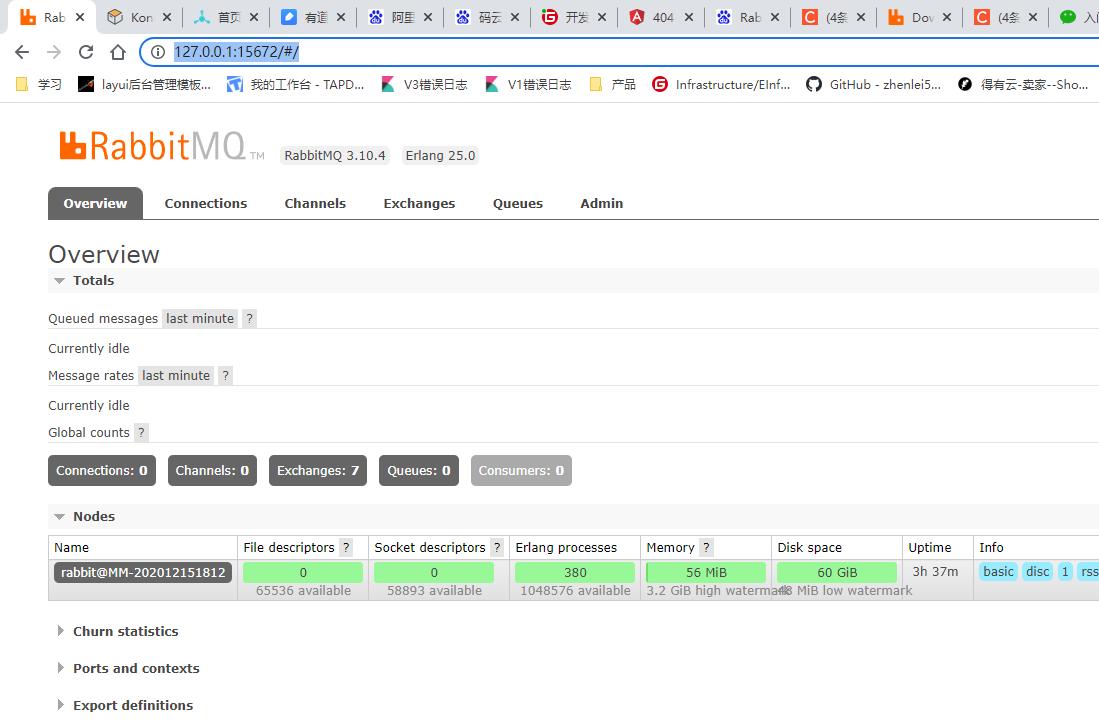 Rab Kon 首页 有道 阿里 码云 开发 404 Rab (4条 Dov (4条 入门
127.0.0.1:15672/#/
学习 layui后台管理模板... 我的工作台 - TAPD... V3错误日志 V1错误日志 产品 Infrastructure/EInf... GitHub - zhenlei5... 得有云-卖家--Sho...
RabbitMQ TM RabbitMQ 3.10.4 Erlang 25.0
Overview Connections Channels Exchanges Queues Admin
Overview
Totals
Queued messages last minute ?
Currently idle
Message rates last minute ?
Currently idle
Global counts ?
Connections: 0 Channels: 0 Exchanges: 7 Queues: 0 Consumers: 0
Nodes
Name File descriptors ? Socket descriptors ? Erlang processes Memory ? Disk space Uptime Info
rabbit@MM-202012151812 0 0 380 56 MiB 60 GiB 3h 37m basic disc 1 rss
65536 available 58893 available 1048576 available 3.2 GiB high watermark 48 MiB low watermark
Churn statistics
Ports and contexts
Export definitions